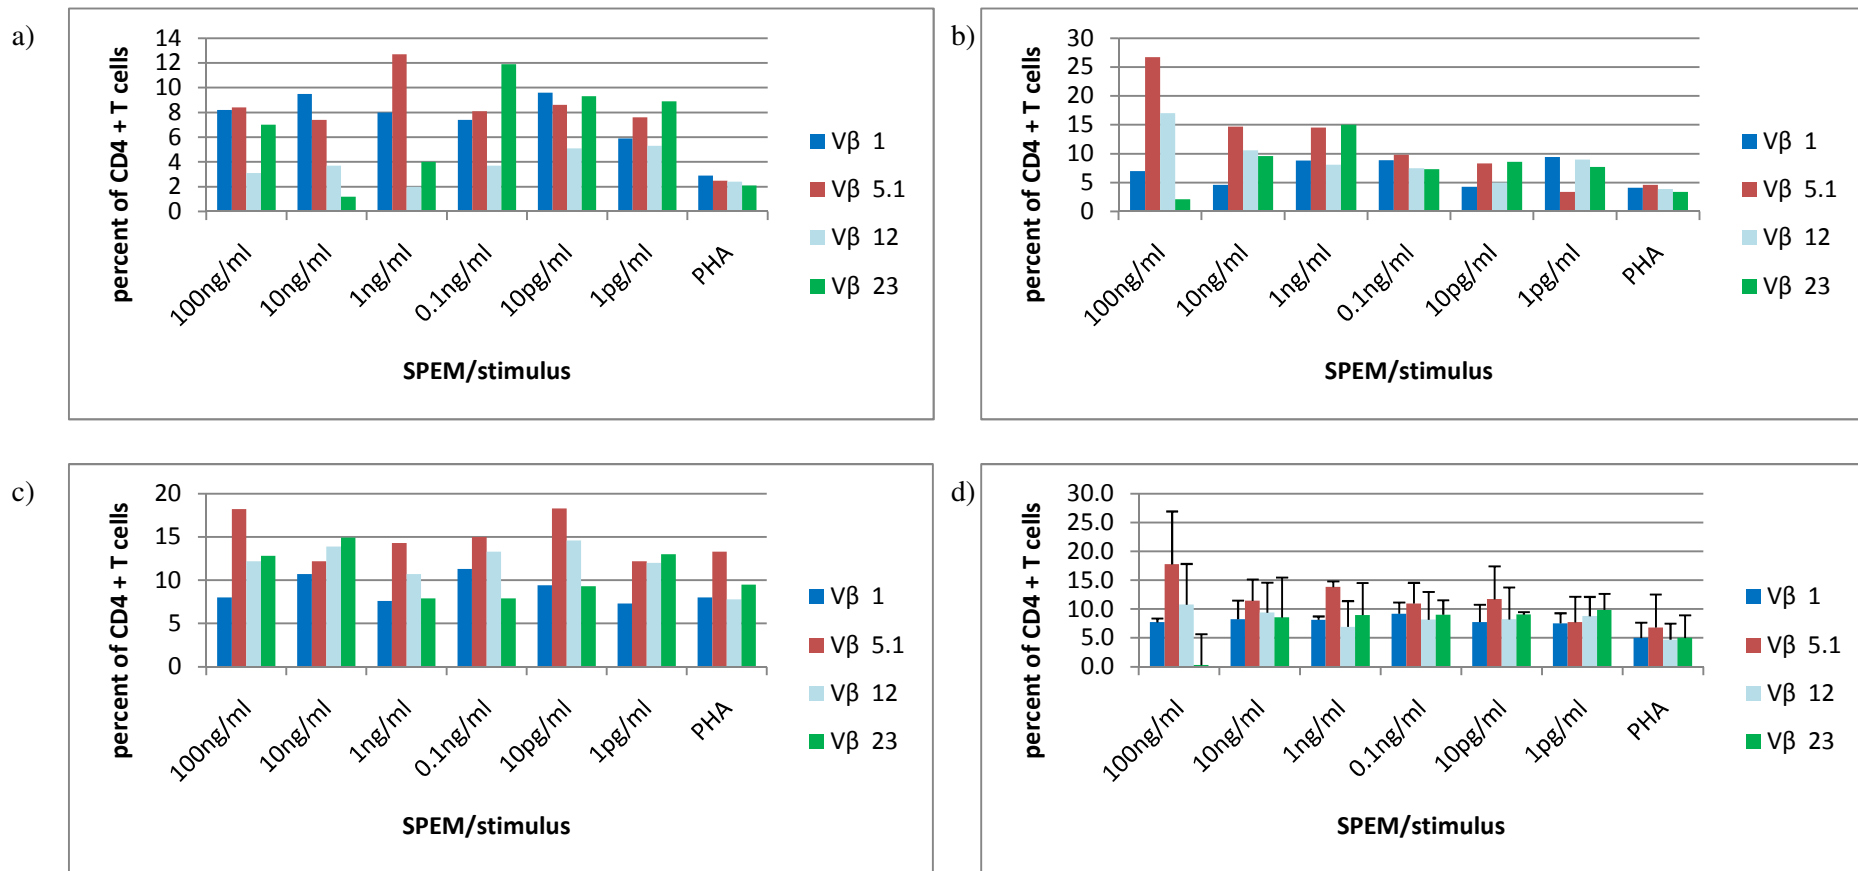 a)
percent of CD4 + T cells
14
12
10
8
6
4
2
0
100ng/ml
10ng/ml
1ng/ml
0.1ng/ml
10pg/ml
1pg/ml
PHA
SPEM/stimulus
Vβ 1
Vβ 5.1
Vβ 12
Vβ 23
b)
percent of CD4 + T cells
30
25
20
15
10
5
0
100ng/ml
10ng/ml
1ng/ml
0.1ng/ml
10pg/ml
1pg/ml
PHA
SPEM/stimulus
Vβ 1
Vβ 5.1
Vβ 12
Vβ 23
c)
percent of CD4 + T cells
20
15
10
5
0
100ng/ml
10ng/ml
1ng/ml
0.1ng/ml
10pg/ml
1pg/ml
PHA
SPEM/stimulus
Vβ 1
Vβ 5.1
Vβ 12
Vβ 23
d)
percent of CD4 + T cells
30.0
25.0
20.0
15.0
10.0
5.0
0.0
100ng/ml
10ng/ml
1ng/ml
0.1ng/ml
10pg/ml
1pg/ml
PHA
SPEM/stimulus
Vβ 1
Vβ 5.1
Vβ 12
Vβ 23